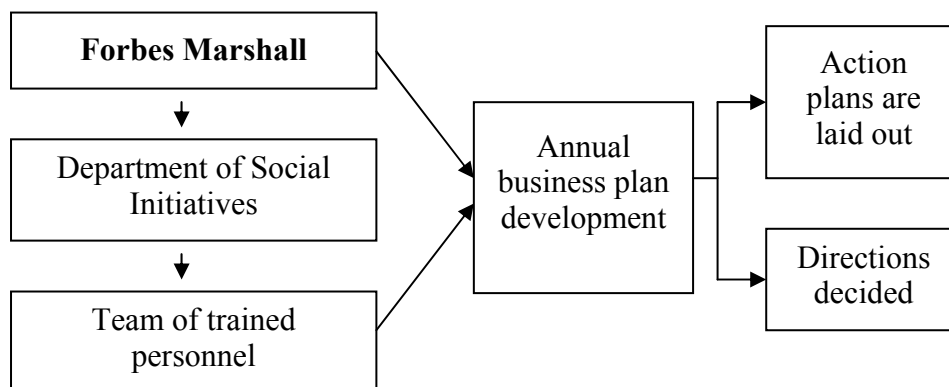 Forbes Marshall
Department of Social
Initiatives
Team of trained
personnel
Annual
business plan
development
Action
plans are
laid out
Directions
decided